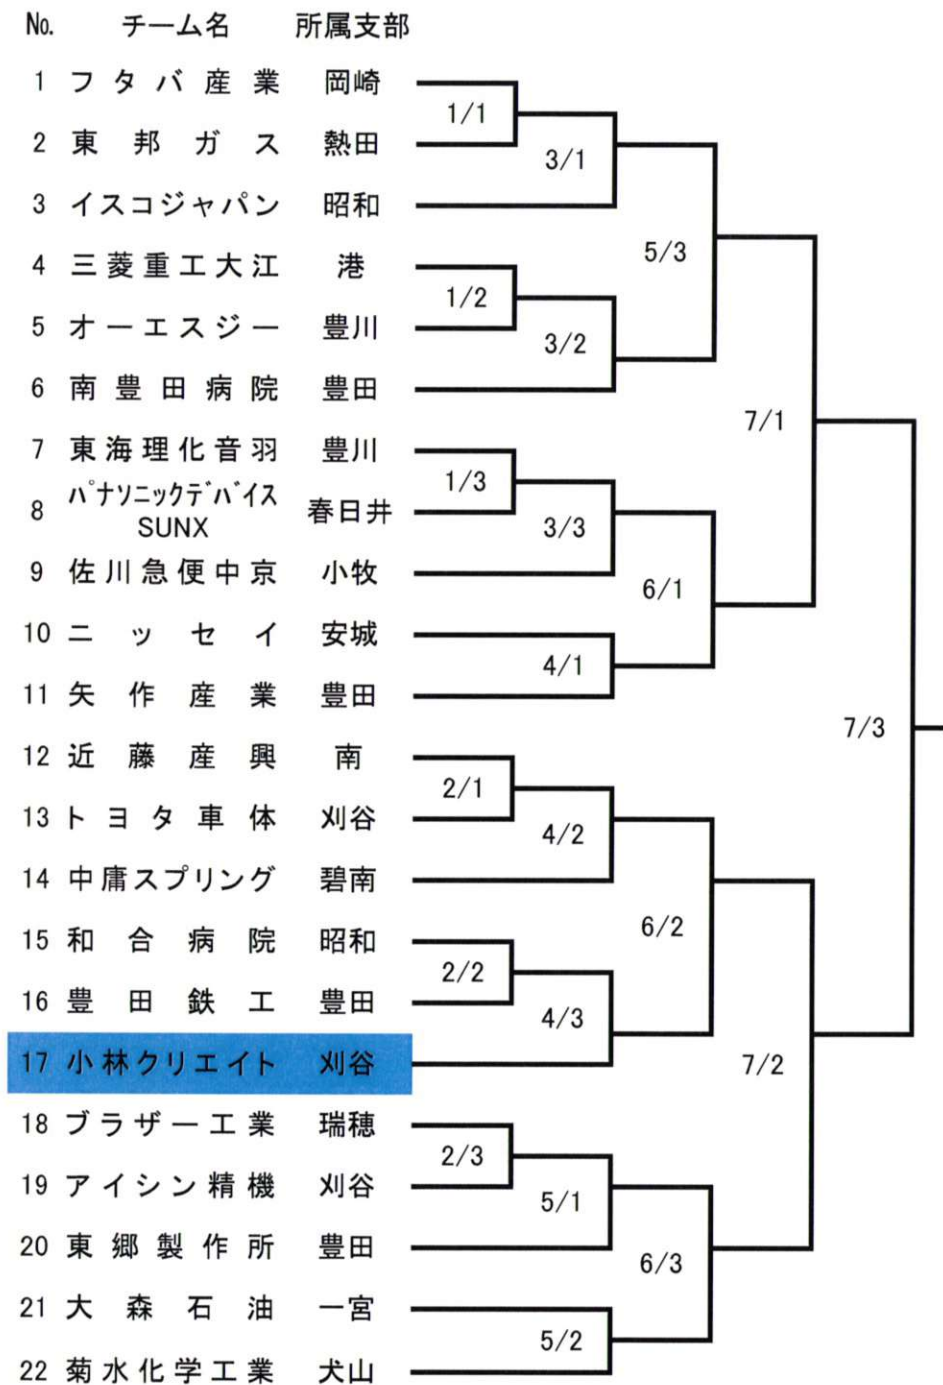 No. チーム名 所属支部
1 フタバ産業 岡崎
1/1
2 東邦ガス 熱田
3/1
3 イスコジャパン 昭和
5/3
4 三菱重工大江 港
1/2
5 オーエスジー 豊川
3/2
6 南豊田病院 豊田
7/1
7 東海理化音羽 豊川
1/3
8 パナソニックデバイス SUNX 春日井
3/3
9 佐川急便中京 小牧
6/1
10 ニッセイ 安城
4/1
11 矢作産業 豊田
7/3
12 近藤産興 南
2/1
13 トヨタ車体 刈谷
4/2
14 中庸スプリング 碧南
6/2
15 和合病院 昭和
2/2
16 豊田鉄工 豊田
4/3
17 小林クリエイト 刈谷
7/2
18 ブラザー工業 瑞穂
2/3
19 アイシン精機 刈谷
5/1
20 東郷製作所 豊田
6/3
21 大森石油 一宮
5/2
22 菊水化学工業 犬山